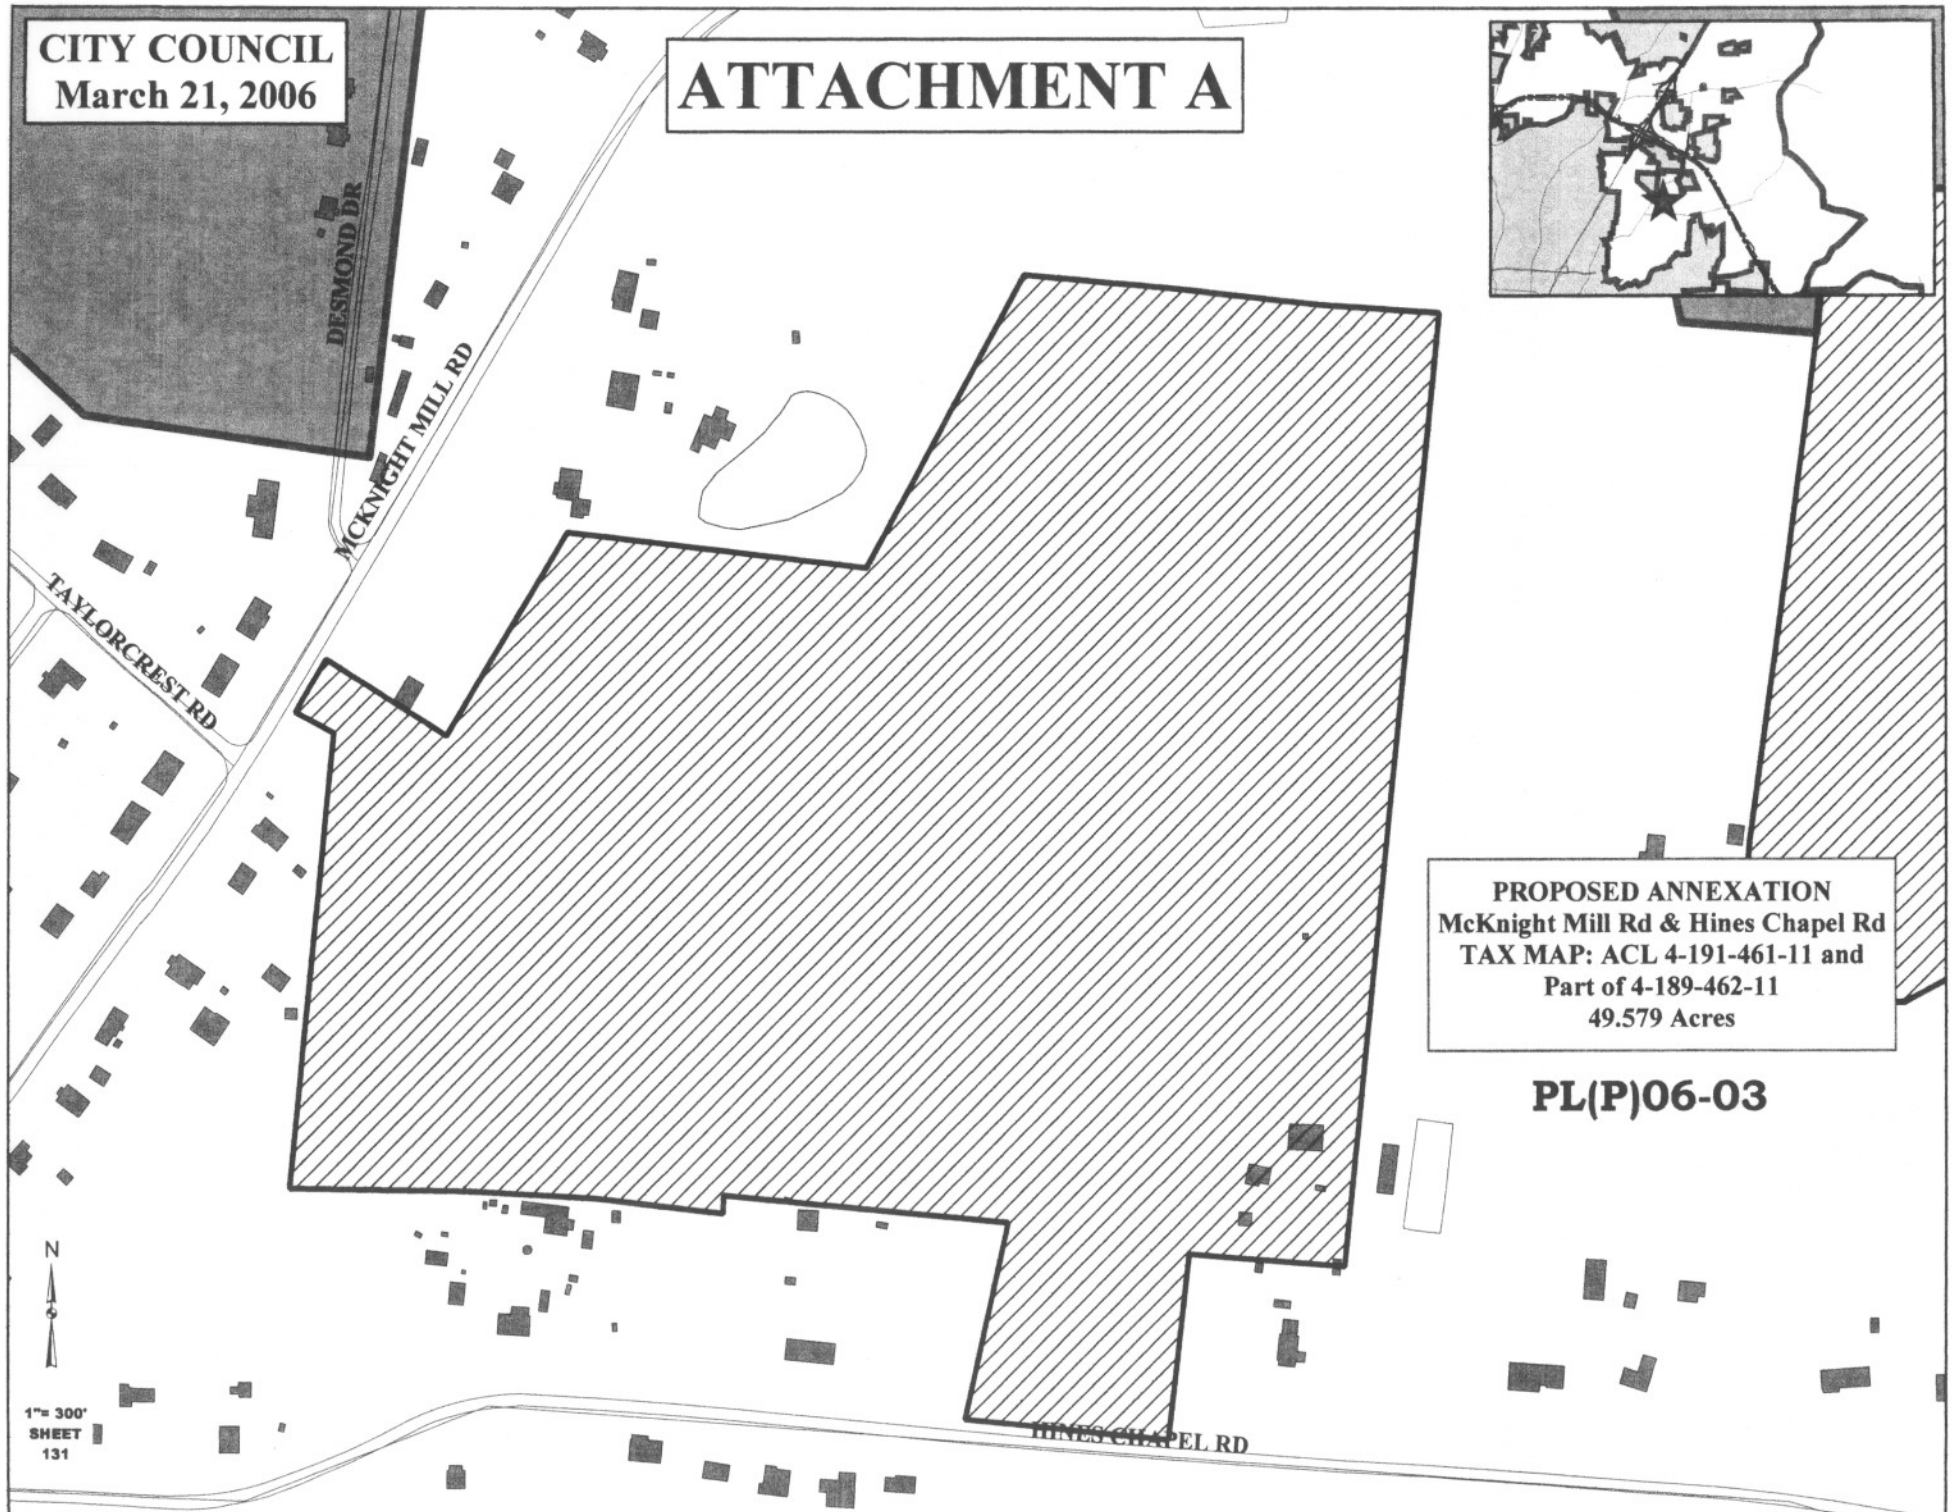 CITY COUNCIL
March 21, 2006
ATTACHMENT A
DESMOND DR
MCKNIGHT MILL RD
TAYLORCREST RD
PROPOSED ANNEXATION
McKnight Mill Rd & Hines Chapel Rd
TAX MAP: ACL 4-191-461-11 and
Part of 4-189-462-11
49.579 Acres
PL(P)06-03
N
1"= 300'
SHEET
131
HINES CHAPEL RD